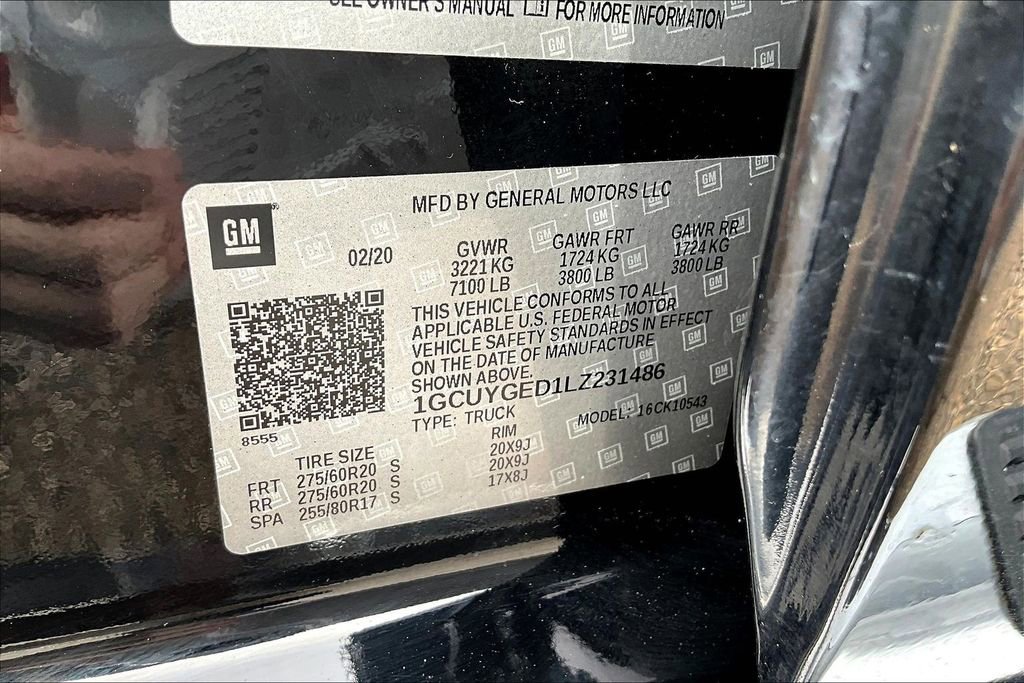 SEE OWNER'S MANUAL FOR MORE INFORMATION
GM
MFD BY GENERAL MOTORS LLC
02/20
GVWR GAWR FRT GAWR RR
3221 KG 1724 KG 1724 KG
7100 LB 3800 LB 3800 LB
THIS VEHICLE CONFORMS TO ALL
APPLICABLE U.S. FEDERAL MOTOR
VEHICLE SAFETY STANDARDS IN EFFECT
ON THE DATE OF MANUFACTURE
SHOWN ABOVE.
1GCUYGED1LZ231486
TYPE: TRUCK MODEL: 16CK10543
8555
TIRE SIZE RIM
FRT 275/60R20 S 20X9J
RR 275/60R20 S 20X9J
SPA 255/80R17 S 17X8J